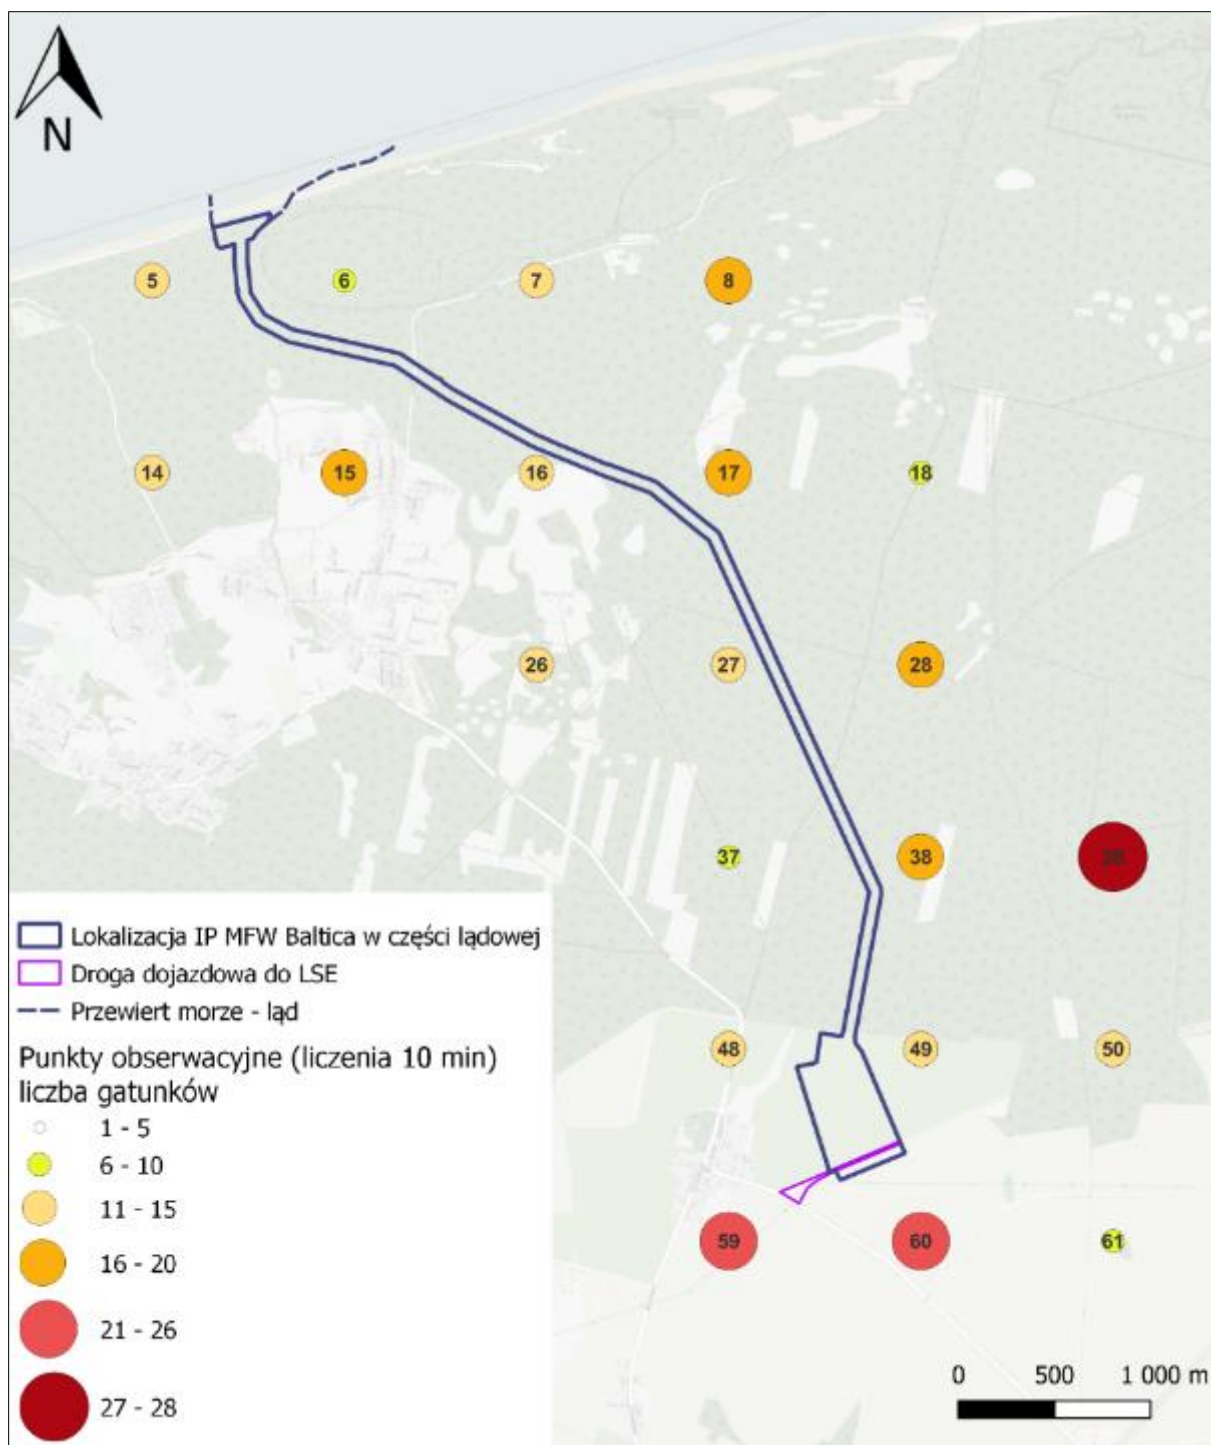 N
5
6
7
8
14
15
16
17
18
26
27
28
37
38
39
Lokalizacja IP MFW Baltica w części lądowej
Droga dojazdowa do LSE
Przewiert morze - ląd
48
49
50
Punkty obserwacyjne (liczenia 10 min)
liczba gatunków
1 - 5
6 - 10
11 - 15
16 - 20
21 - 26
27 - 28
59
60
61
0 500 1 000 m